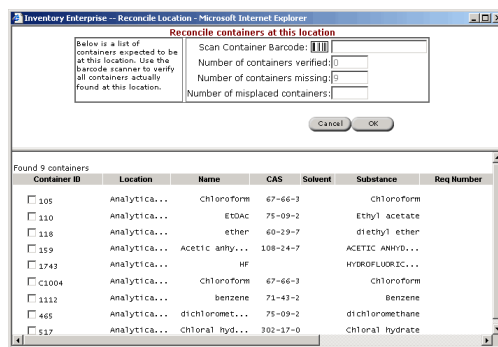 Inventory Enterprise -- Reconcile Location - Microsoft Internet Explorer
Reconcile containers at this location
Below is a list of containers expected to be at this location. Use the barcode scanner to verify all containers actually found at this location.
Scan Container Barcode:
Number of containers verified: 0
Number of containers missing: 9
Number of misplaced containers:
Cancel OK
Found 9 containers
Container ID Location Name CAS Solvent Substance Req Number
105 Analytica... Chloroform 67-66-3 Chloroform
110 Analytica... EtOAc 75-09-2 Ethyl acetate
118 Analytica... ether 60-29-7 diethyl ether
159 Analytica... Acetic anhy... 108-24-7 ACETIC ANHYD...
1743 Analytica... HF HYDROFLUORIC...
C1004 Analytica... Chloroform 67-66-3 Chloroform
1112 Analytica... benzene 71-43-2 Benzene
465 Analytica... dichloromet... 75-09-2 dichloromethane
517 Analytica... Chloral hyd... 302-17-0 Chloral hydrate